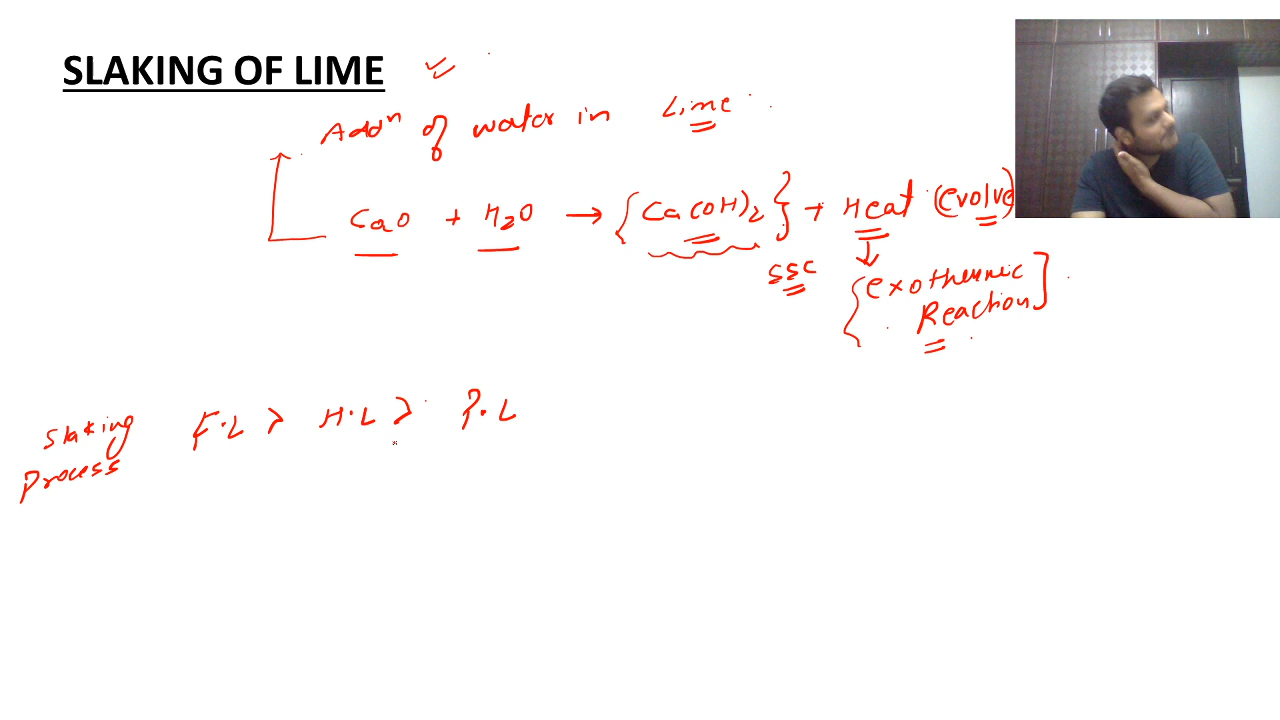 SLAKING OF LIME
Addn of water in Lime
CaO + H2O → {Ca(OH)2} + Heat (evolve)
SSC
{exothermic
Reaction]
Slaking F.L > H.L > P.L
Process